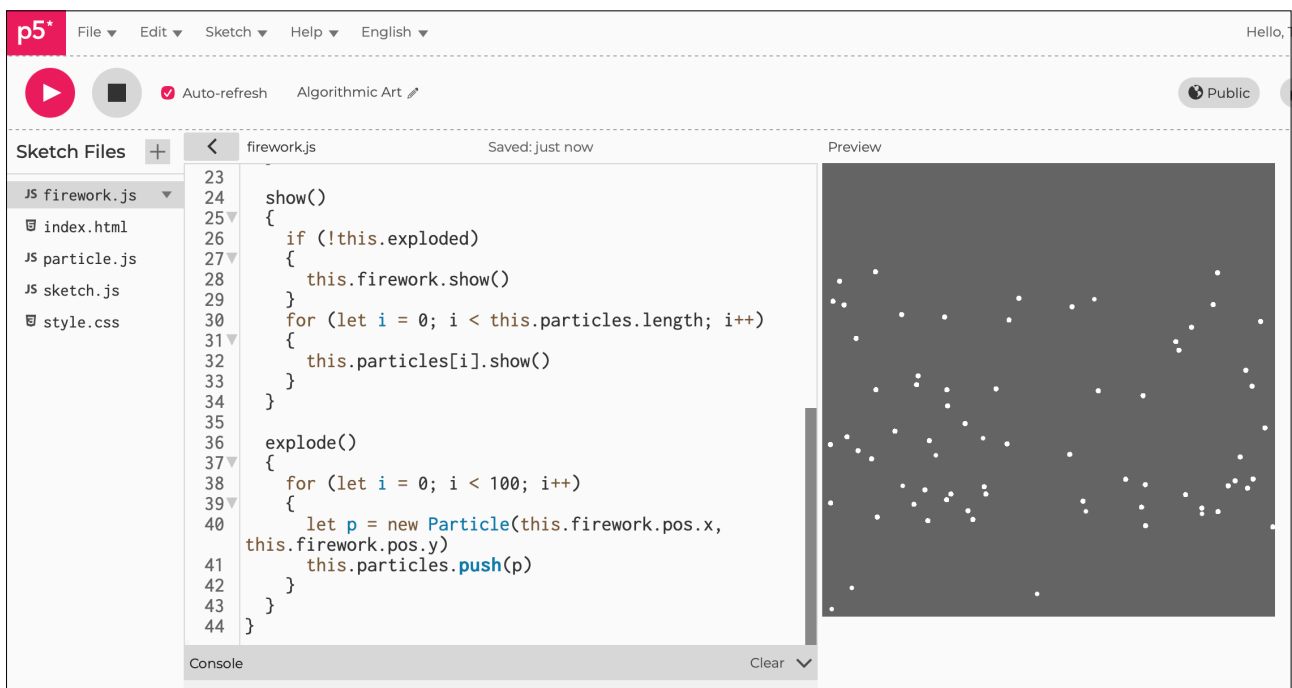 p5* File Edit Sketch Help English Hello,
Auto-refresh Algorithmic Art Public
Sketch Files + firework.js Saved: just now Preview
JS firework.js
index.html
JS particle.js
JS sketch.js
style.css
23
24 show()
25 {
26 if (!this.exploded)
27 {
28 this.firework.show()
29 }
30 for (let i = 0; i < this.particles.length; i++)
31 {
32 this.particles[i].show()
33 }
34 }
35
36 explode()
37 {
38 for (let i = 0; i < 100; i++)
39 {
40 let p = new Particle(this.firework.pos.x,
this.firework.pos.y)
41 this.particles.push(p)
42 }
43 }
44 }
Console Clear